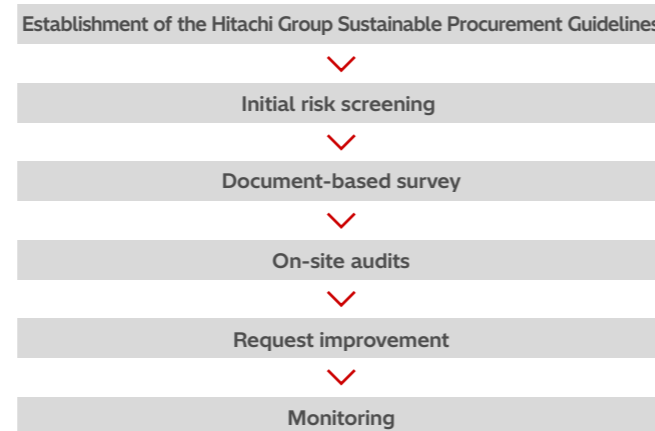 Establishment of the Hitachi Group Sustainable Procurement Guidelines
Initial risk screening
Document-based survey
On-site audits
Request improvement
Monitoring